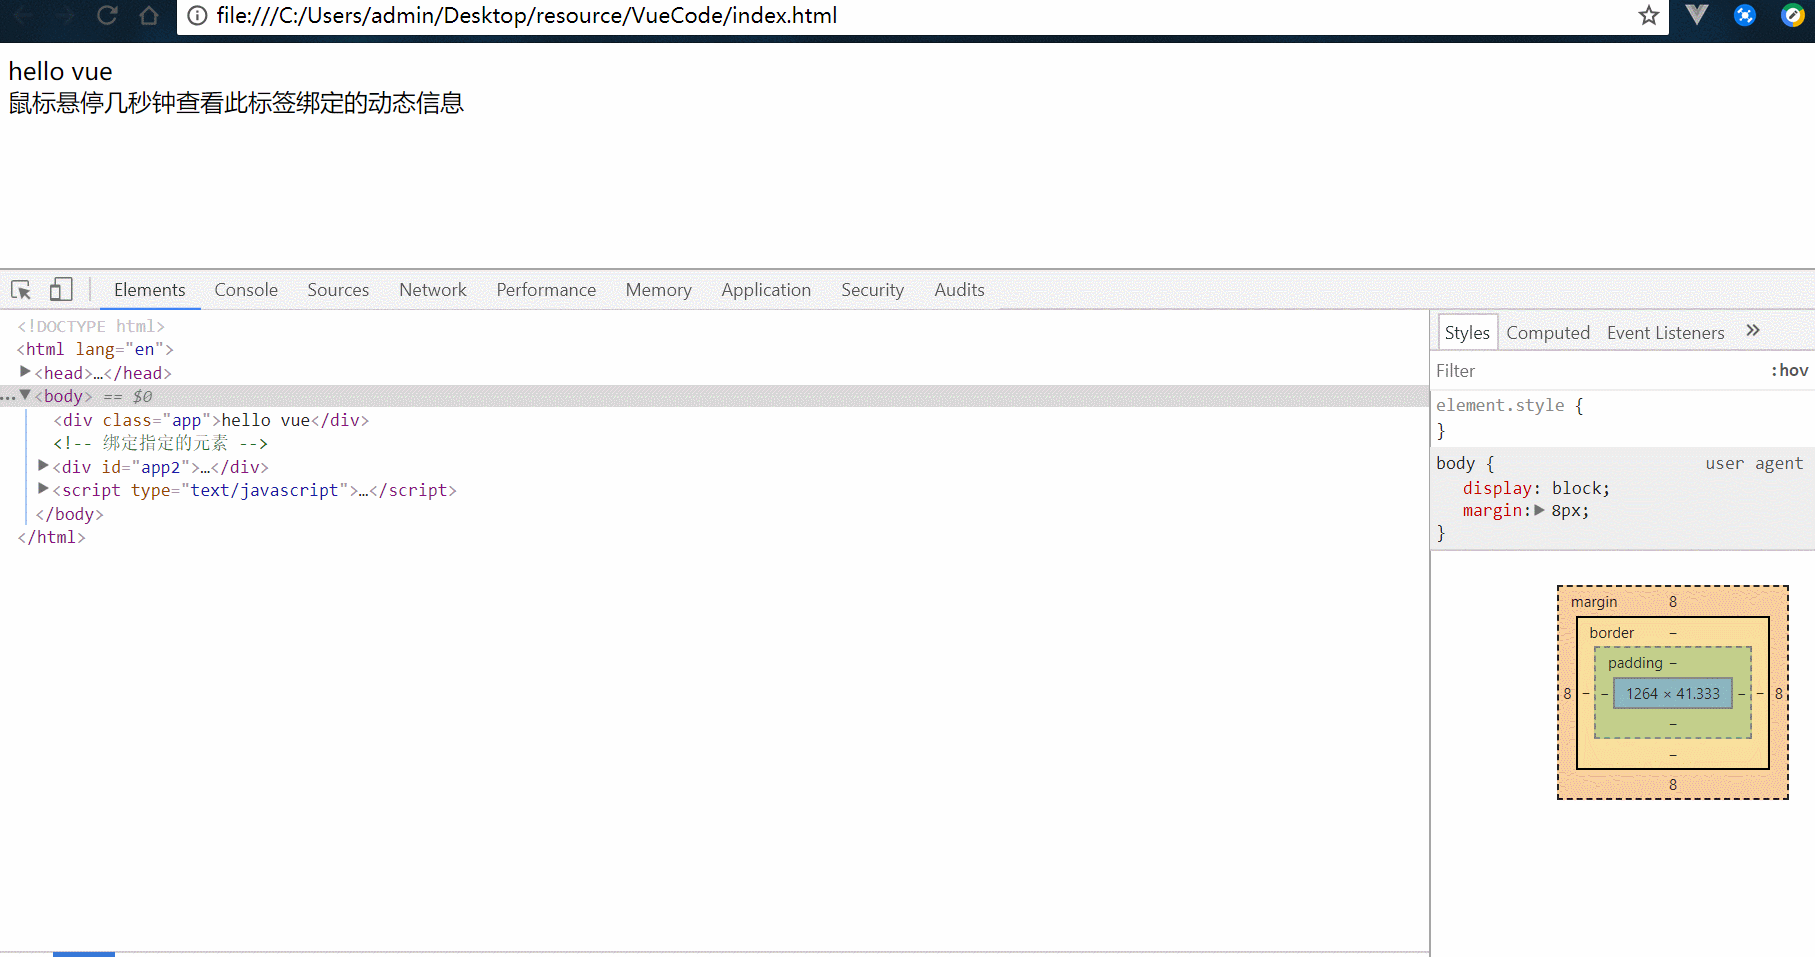 file:///C:/Users/admin/Desktop/resource/VueCode/index.html
hello vue
鼠标悬停几秒钟查看此标签绑定的动态信息
Elements Console Sources Network Performance Memory Application Security Audits
<!DOCTYPE html>
<html lang="en">
<head>…</head>
<body> == $0
<div class="app">hello vue</div>
<!-- 绑定指定的元素 -->
<div id="app2">…</div>
<script type="text/javascript">…</script>
</body>
</html>
Styles Computed Event Listeners »
Filter :hov
element.style {
}
body { user agent
display: block;
margin: 8px;
}
margin 8
border –
padding –
8 – – 1264 × 41.333 – – 8
–
–
8